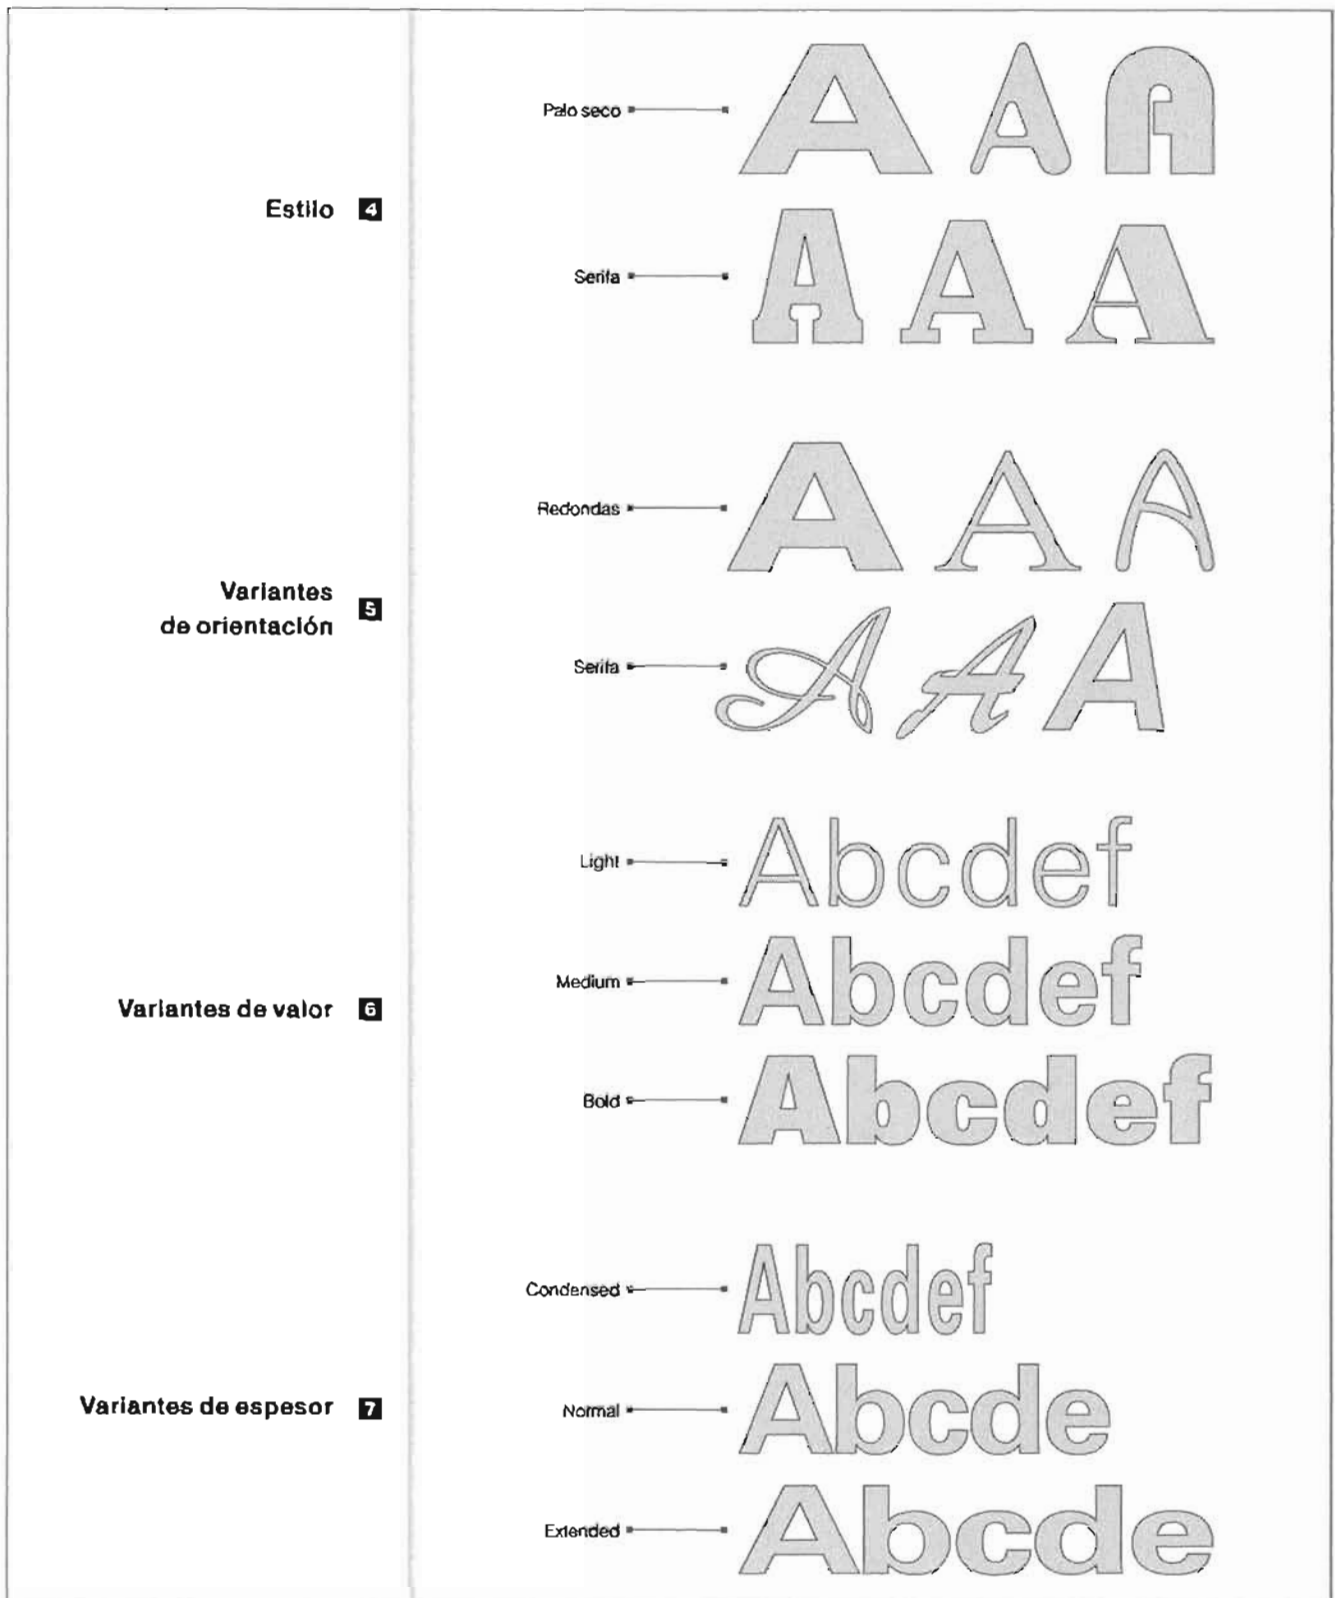 Estilo 4
Palo seco
A A A
Serifa
A A A
Variantes
de orientación 5
Redondas
A A A
Serifa
A A A
Variantes de valor 6
Light
Abcdef
Medium
Abcdef
Bold
Abcdef
Variantes de espesor 7
Condensed
Abcdef
Normal
Abcde
Extended
Abcde